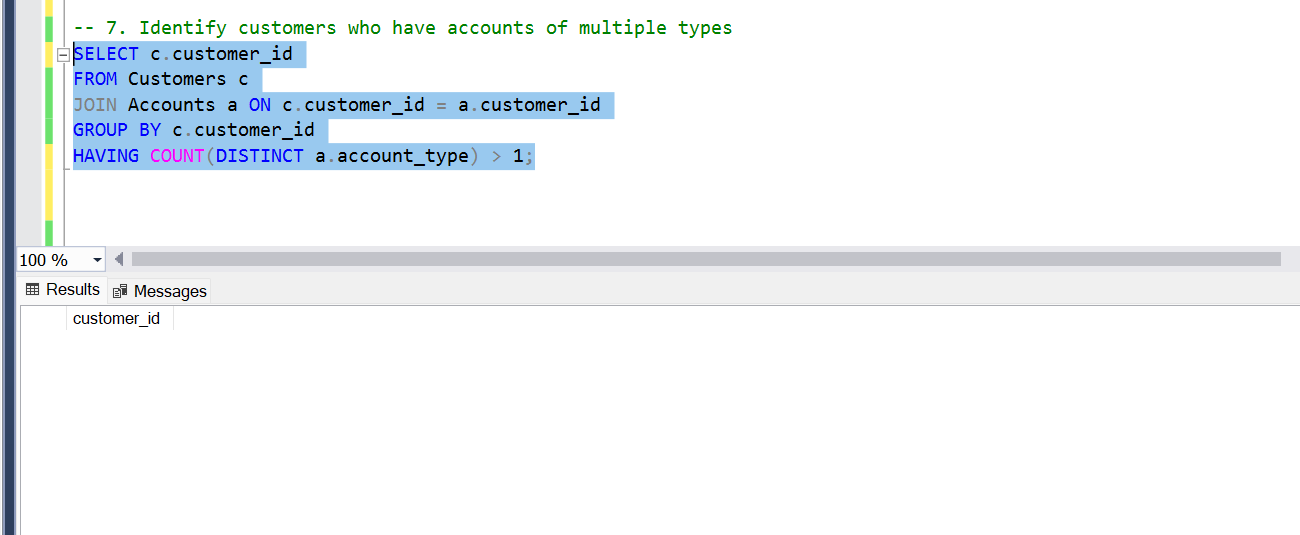 -- 7. Identify customers who have accounts of multiple types
SELECT c.customer_id
FROM Customers c
JOIN Accounts a ON c.customer_id = a.customer_id
GROUP BY c.customer_id
HAVING COUNT(DISTINCT a.account_type) > 1;
100 %
Results Messages
customer_id